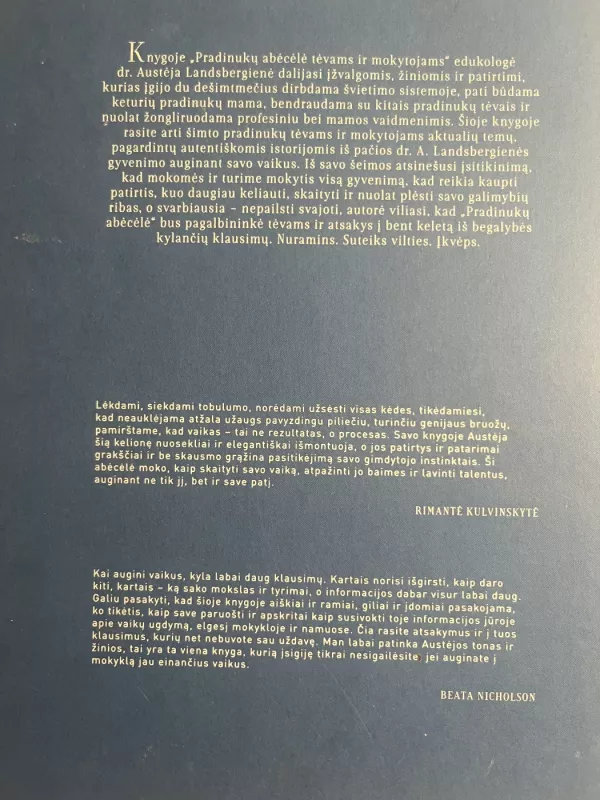 Knygoje „Pradinukų abėcėlė tėvams ir mokytojams“ edukologė
dr. Austėja Landsbergienė dalijasi įžvalgomis, žiniomis ir patirtimi,
kurias įgijo du dešimtmečius dirbdama švietimo sistemoje, pati būdama
keturių pradinukų mama, bendraudama su kitais pradinukų tėvais ir
nuolat žongliruodama profesiniu bei mamos vaidmenimis. Šioje knygoje
rasite arti šimto pradinukų tėvams ir mokytojams aktualių temų,
pagardintų autentiškomis istorijomis iš pačios dr. A. Landsbergienės
gyvenimo auginant savo vaikus. Iš savo šeimos atsinešusi įsitikinimą,
kad mokomės ir turime mokytis visą gyvenimą, kad reikia kaupti
patirtis, kuo daugiau keliauti, skaityti ir nuolat plėsti savo galimybių
ribas, o svarbiausia – nepailsti svajoti, autorė viliasi, kad „Pradinukų
abėcėlė“ bus pagalbininkė tėvams ir atsakys į bent keletą iš begalybės
kylančių klausimų. Nuramins. Suteiks vilties. Įkvėps.
Lėkdami, siekdami tobulumo, norėdami užsėsti visas kėdes, tikėdamiesi,
kad neauklėjama atžala užaugs pavyzdingu piliečiu, turinčiu genijaus bruožų,
pamirštame, kad vaikas – tai ne rezultatas, o procesas. Savo knygoje Austėja
šią kelionę nuosekliai ir elegantiškai išmontuoja, o jos patirtys ir patarimai
grakščiai ir be skausmo grąžina pasitikėjimą savo gimdytojo instinktais. Ši
abėcėlė moko, kaip skaityti savo vaiką, atpažinti jo baimes ir lavinti talentus,
auginant ne tik jį, bet ir save patį.
RIMANTĖ KULVINSKYTĖ
Kai augini vaikus, kyla labai daug klausimų. Kartais norisi išgirsti, kaip daro
kiti, kartais – ką sako mokslas ir tyrimai, o informacijos dabar visur labai daug.
Galiu pasakyti, kad šioje knygoje aiškiai ir ramiai, giliai ir įdomiai pasakojama,
ko tikėtis, kaip save paruošti ir apskritai kaip susivokti toje informacijos jūroje
apie vaikų ugdymą, elgesį mokykloje ir namuose. Čia rasite atsakymus ir į tuos
klausimus, kurių net nebuvote sau uždavę. Man labai patinka Austėjos tonas ir
žinios, tai yra ta viena knyga, kurią įsigiję tikrai nesigailėsite, jei auginate į
mokyklą jau einančius vaikus.
BEATA NICHOLSON